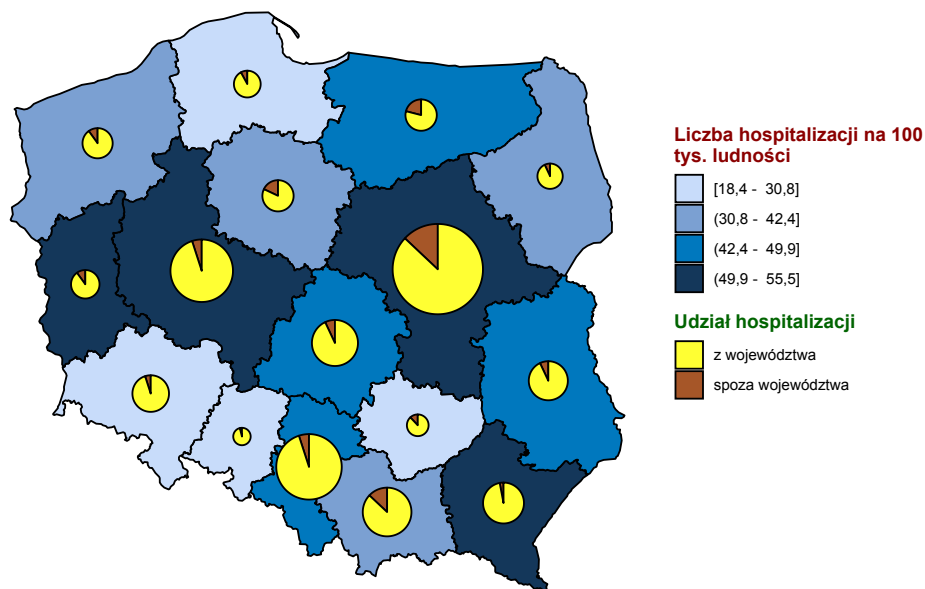 Liczba hospitalizacji na 100
tys. ludności
[18,4 - 30,8]
(30,8 - 42,4]
(42,4 - 49,9]
(49,9 - 55,5]
Udział hospitalizacji
z województwa
spoza województwa